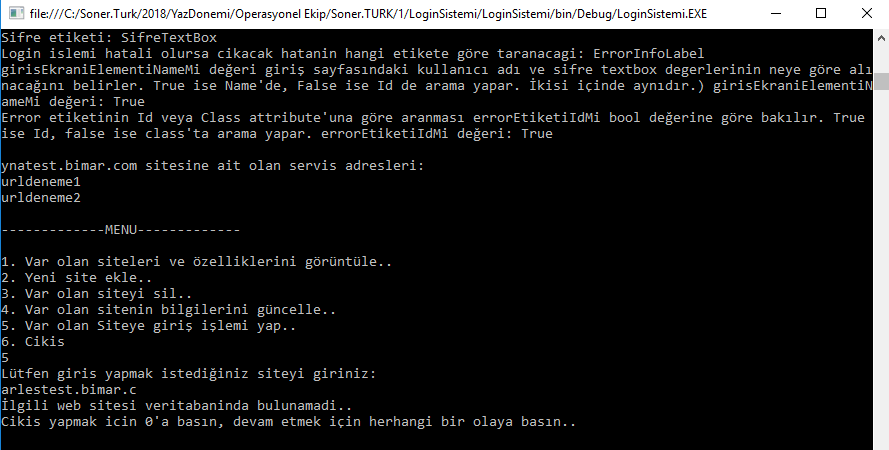 file:///C:/Soner.Turk/2018/YazDonemi/Operasyonel Ekip/Soner.TURK/1/LoginSistemi/LoginSistemi/bin/Debug/LoginSistemi.EXE
Sifre etiketi: SifreTextBox
Login islemi hatali olursa cikacak hatanin hangi etikete göre taranacagi: ErrorInfoLabel
girisEkraniElementiNameMi değeri giriş sayfasındaki kullanıcı adı ve sifre textbox degerlerinin neye göre alı
nacağını belirler. True ise Name'de, False ise Id de arama yapar. İkisi içinde aynıdır.) girisEkraniElementiN
ameMi değeri: True
Error etiketinin Id veya Class attribute'una göre aranması errorEtiketiIdMi bool değerine göre bakılır. True
ise Id, false ise class'ta arama yapar. errorEtiketiIdMi değeri: True
ynatest.bimar.com sitesine ait olan servis adresleri:
urldeneme1
urldeneme2
-------------MENU-------------
1. Var olan siteleri ve özelliklerini görüntüle..
2. Yeni site ekle..
3. Var olan siteyi sil..
4. Var olan sitenin bilgilerini güncelle..
5. Var olan Siteye giriş işlemi yap..
6. Cikis
5
Lütfen giris yapmak istediğiniz siteyi giriniz:
arlestest.bimar.c
İlgili web sitesi veritabaninda bulunamadi..
Cikis yapmak icin 0'a basın, devam etmek için herhangi bir olaya basın..